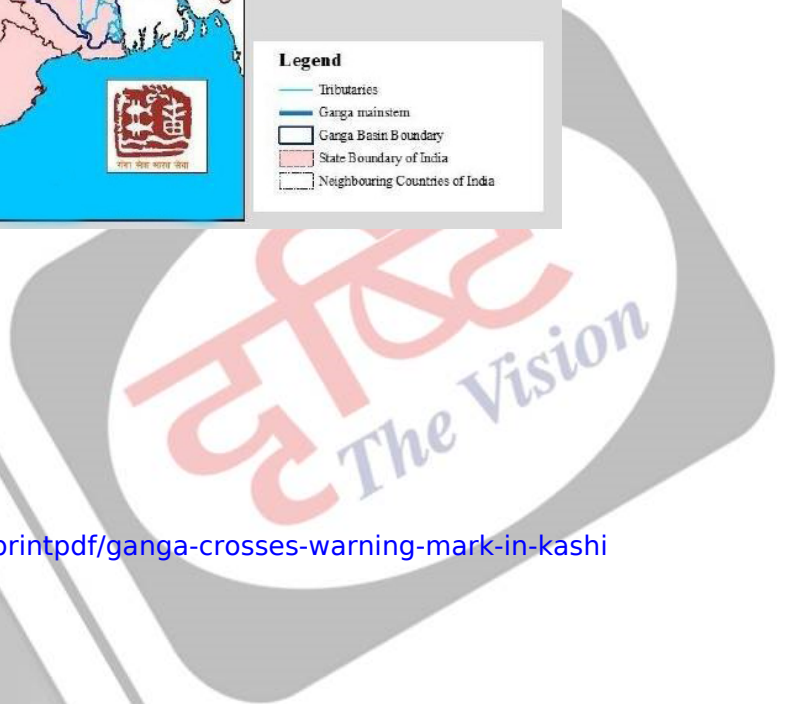 Legend
Tributaries
Ganga mainstem
Ganga Basin Boundary
State Boundary of India
Neighbouring Countries of India
दृष्टि
The Vision
printpdf/ganga-crosses-warning-mark-in-kashi